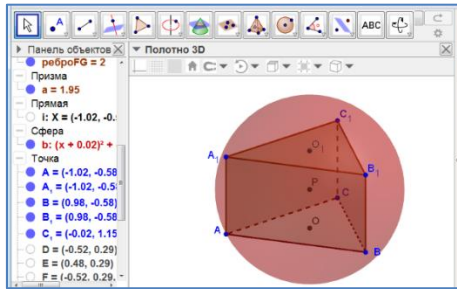 ABC
Панель объектов
Полотно 3D
реброFG = 2
Призма
a = 1.95
Прямая
i: X = (-1.02, -0.5
Сфера
b: (x + 0.02)² +
Точка
A = (-1.02, -0.58
A₁ = (-1.02, -0.5
B = (0.98, -0.58)
B₁ = (0.98, -0.58)
C₁ = (-0.02, 1.15
D = (-0.52, 0.29)
E = (0.48, 0.29)
F = (-0.52, 0.29,
C₁
O₁
A₁
B₁
P
C
O
A
B